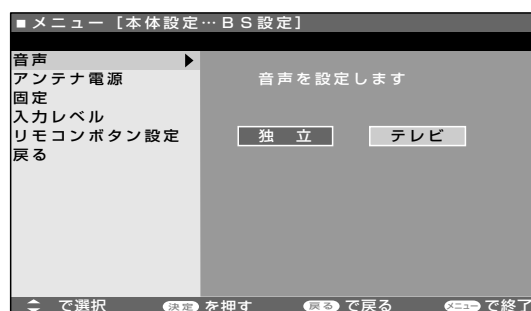 ■メニュー [本体設定…BS設定]
音声
アンテナ電源
固定
入力レベル
リモコンボタン設定
戻る
音声を設定します
独 立 テレビ
で選択 決定 を押す 戻る で戻る メニュー で終了